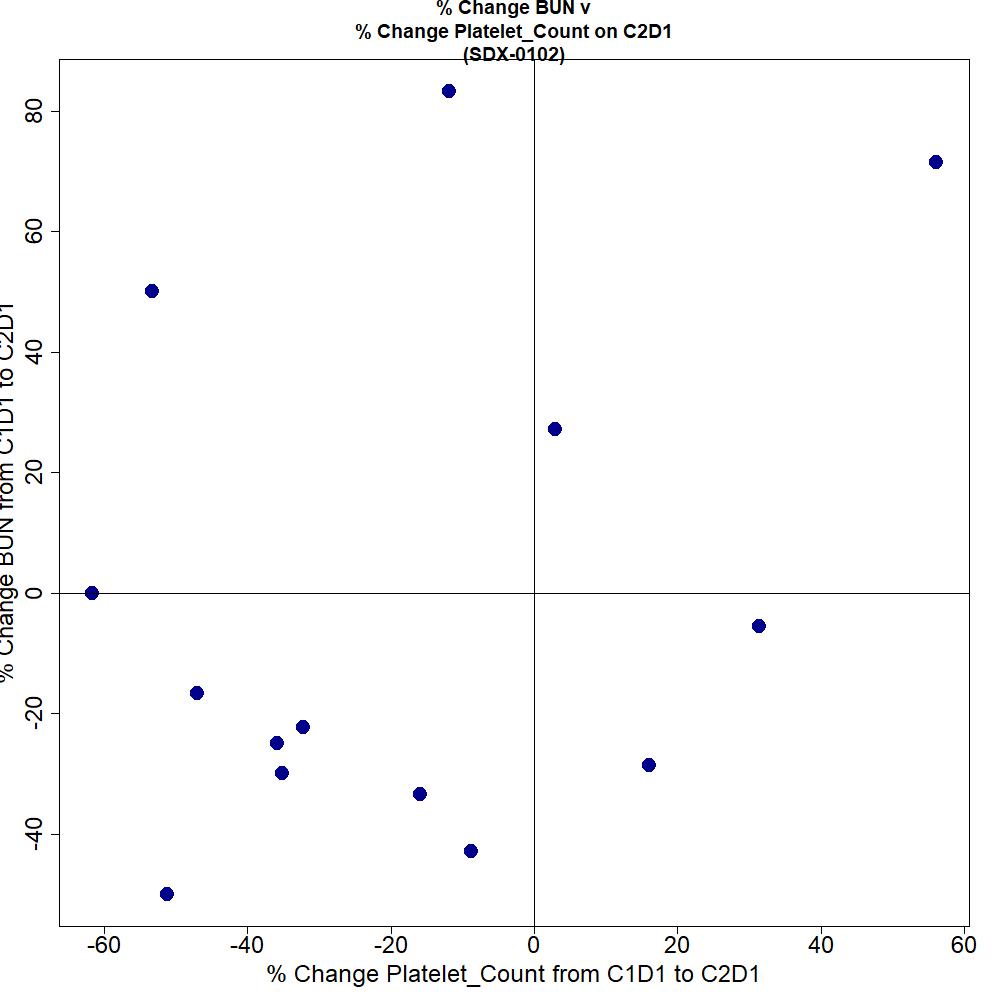 % Change BUN v
% Change Platelet_Count on C2D1
(SDX-0102)
% Change BUN from C1D1 to C2D1
80
60
40
20
0
-20
-40
-60
-40
-20
0
20
40
60
% Change Platelet_Count from C1D1 to C2D1